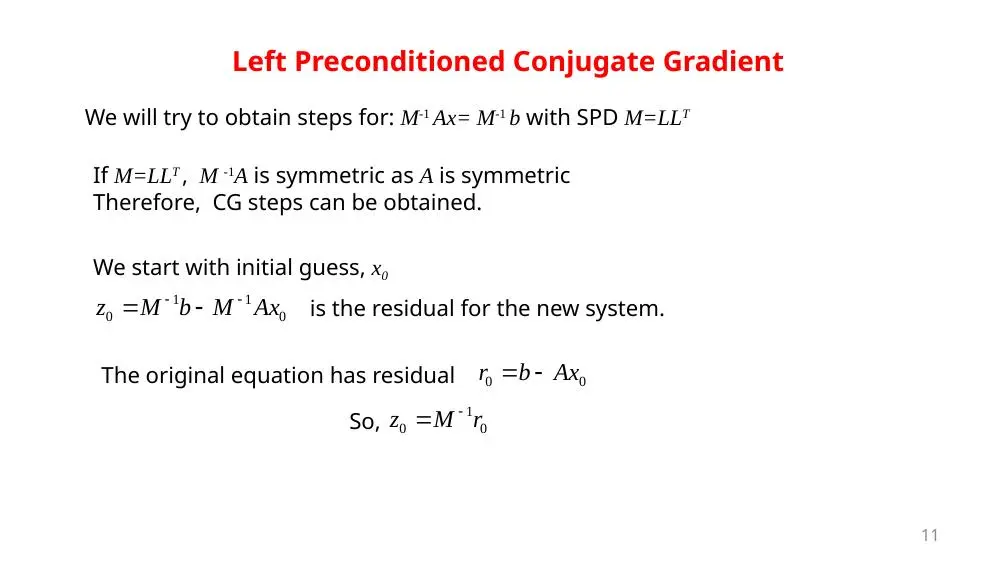 Left Preconditioned Conjugate Gradient
We will try to obtain steps for: M⁻¹ Ax= M⁻¹ b with SPD M=LLᵀ
If M=LLᵀ, M ⁻¹A is symmetric as A is symmetric
Therefore, CG steps can be obtained.
We start with initial guess, x₀
z₀ = M⁻¹b − M⁻¹Ax₀ is the residual for the new system.
The original equation has residual r₀ = b − Ax₀
So, z₀ = M⁻¹r₀
11